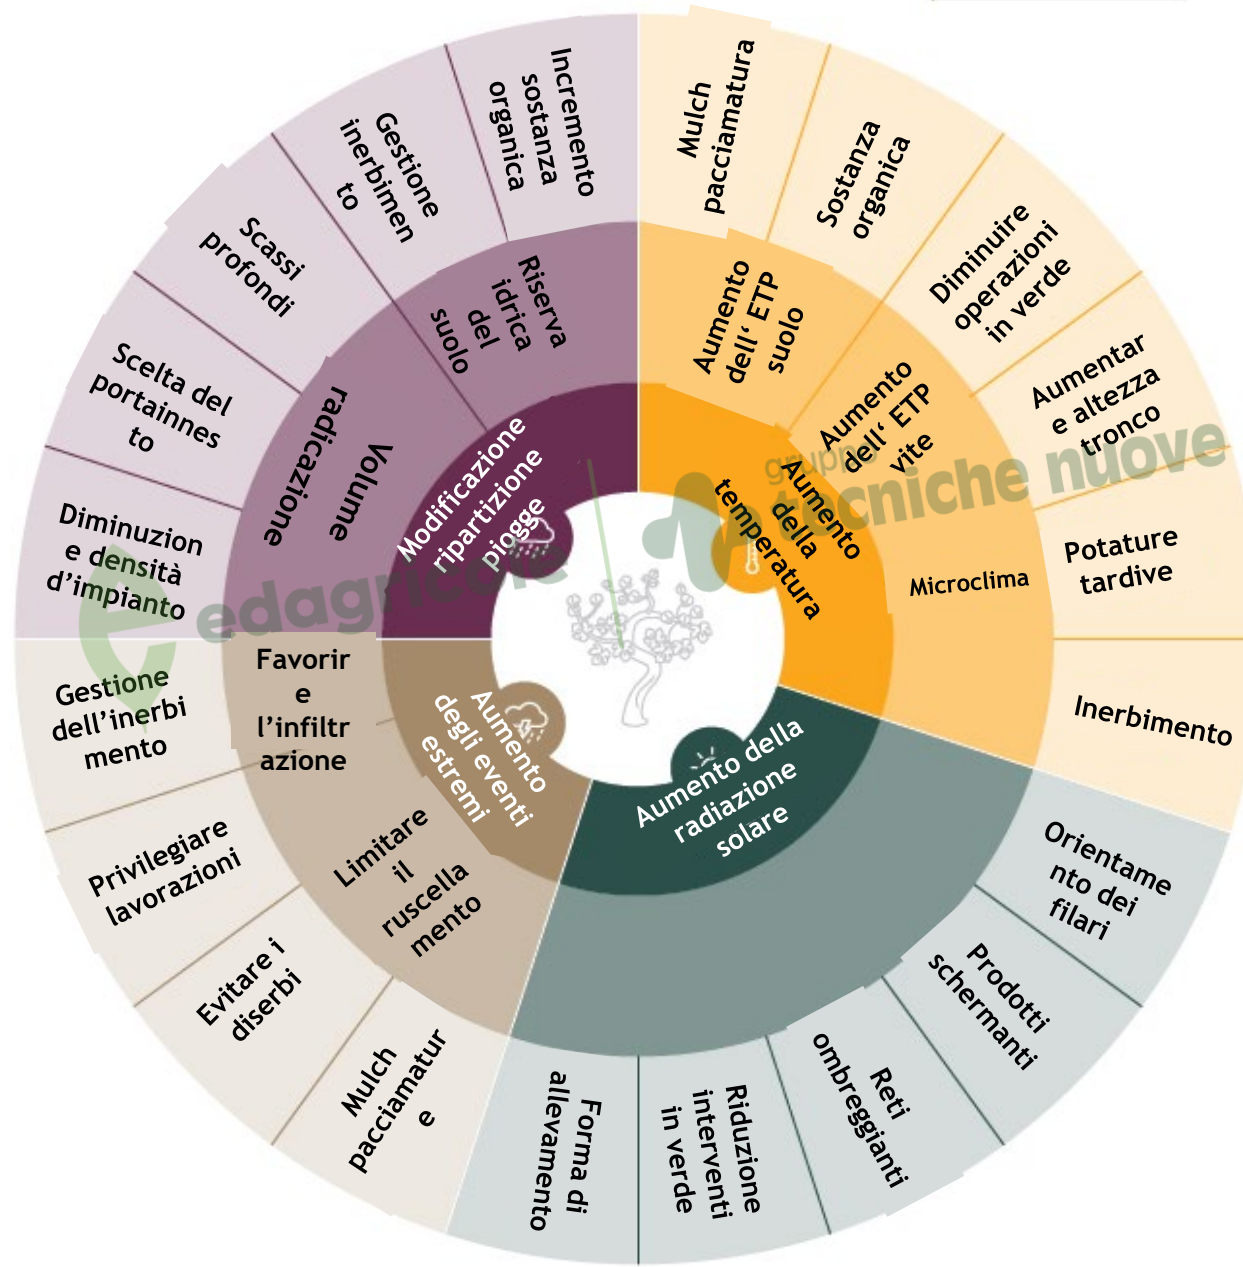 Mulch
pacciamatura
Sostanza
organica
Diminuire
operazioni
in verde
Aumentar
e altezza
tronco
Potature
tardive
Inerbimento
Orientame
nto dei
filari
Prodotti
schermanti
Reti
ombreggianti
Riduzione
interventi
in verde
Forma di
allevamento
Mulch
pacciamatur
e
Evitare i
diserbi
Privilegiare
lavorazioni
Gestione
dell’inerbi
mento
Diminuzion
e densità
d’impianto
Scelta del
portainnes
to
Scassi
profondi
Gestione
inerbimen
to
Incremento
sostanza
organica
Aumento
dell‘ ETP
suolo
Aumento
dell‘ ETP
vite
Microclima
Limitare
il
ruscella
mento
Favorir
e
l’infiltr
azione
Volume
radicazione
Riserva
idrica
del
suolo
Aumento
della
temperatura
Aumento della
radiazione
solare
Aumento
degli eventi
estremi
Modificazione
ripartizione
piogge
edagricole
gruppo
tecniche nuove